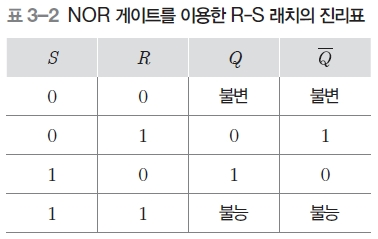 표 3-2 NOR 게이트를 이용한 R-S 래치의 진리표
S R Q Q̅
0 0 불변 불변
0 1 0 1
1 0 1 0
1 1 불능 불능